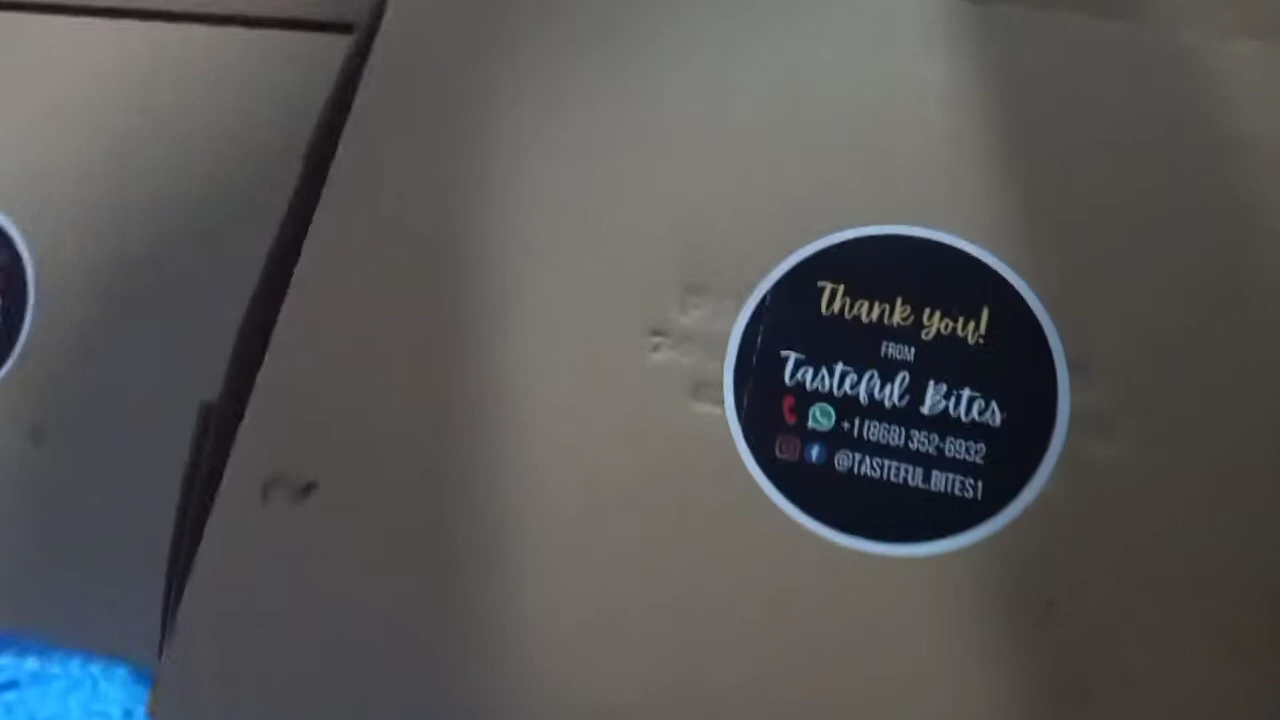 Thank you!
FROM
Tasteful Bites
+1 (868) 352-6932
@TASTEFUL.BITES1